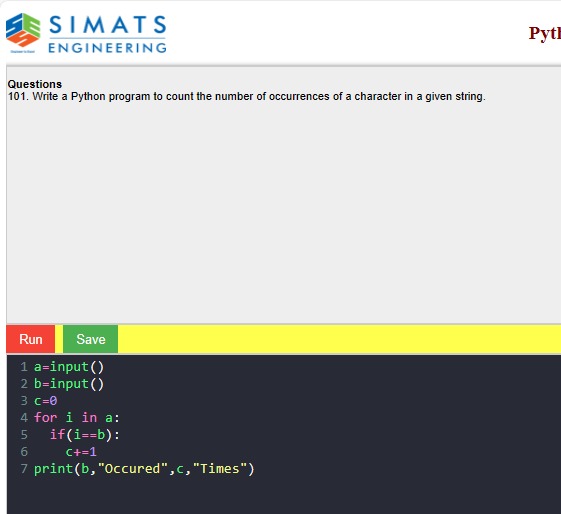 SIMATS
ENGINEERING
Questions
101. Write a Python program to count the number of occurrences of a character in a given string.
Run
Save
1 a=input()
2 b=input()
3 c=0
4 for i in a:
5   if(i==b):
6     c+=1
7 print(b,"Occured",c,"Times")